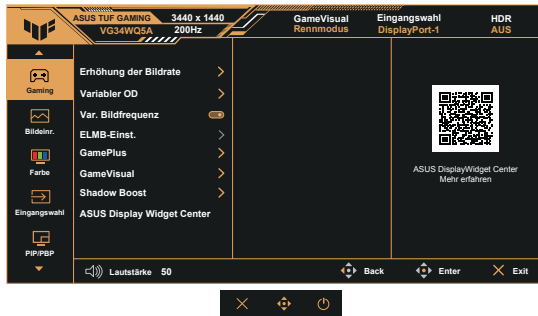 ASUS TUF GAMING 3440 x 1440
VG34WQ5A 200Hz
GameVisual
Rennmodus
Eingangswahl
DisplayPort-1
HDR
AUS
Gaming
Bildeinr.
Farbe
Eingangswahl
PIP/PBP
Erhöhung der Bildrate
Variabler OD
Var. Bildfrequenz
ELMB-Einst.
GamePlus
GameVisual
Shadow Boost
ASUS Display Widget Center
ASUS DisplayWidget Center
Mehr erfahren
Lautstärke 50
Back
Enter
Exit